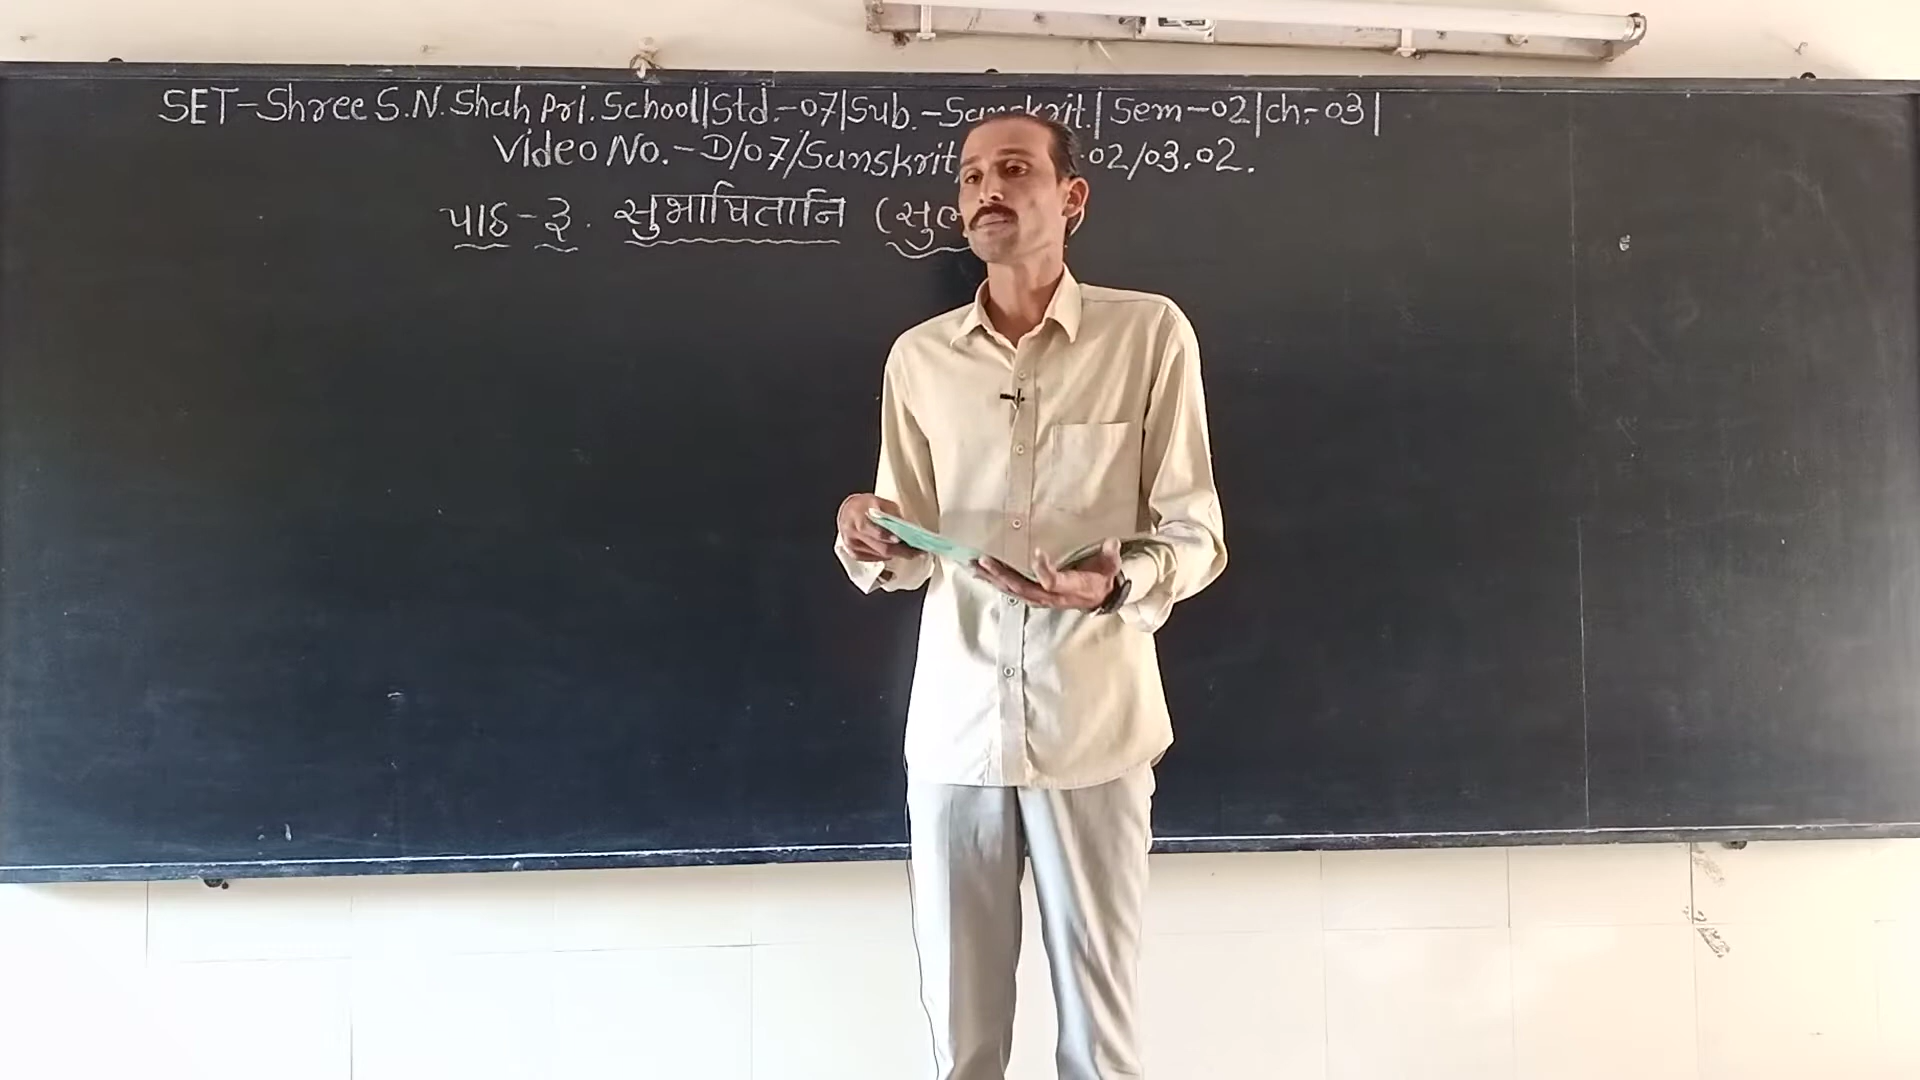 SET-Shree S.N. Shah Pri. School|Std.-07|Sub.-Sanskrit.|Sem-02|ch:-03|
Video No.-D/07/Sanskrit 02/03.02.
પાઠ-૩. सुभाषितानि